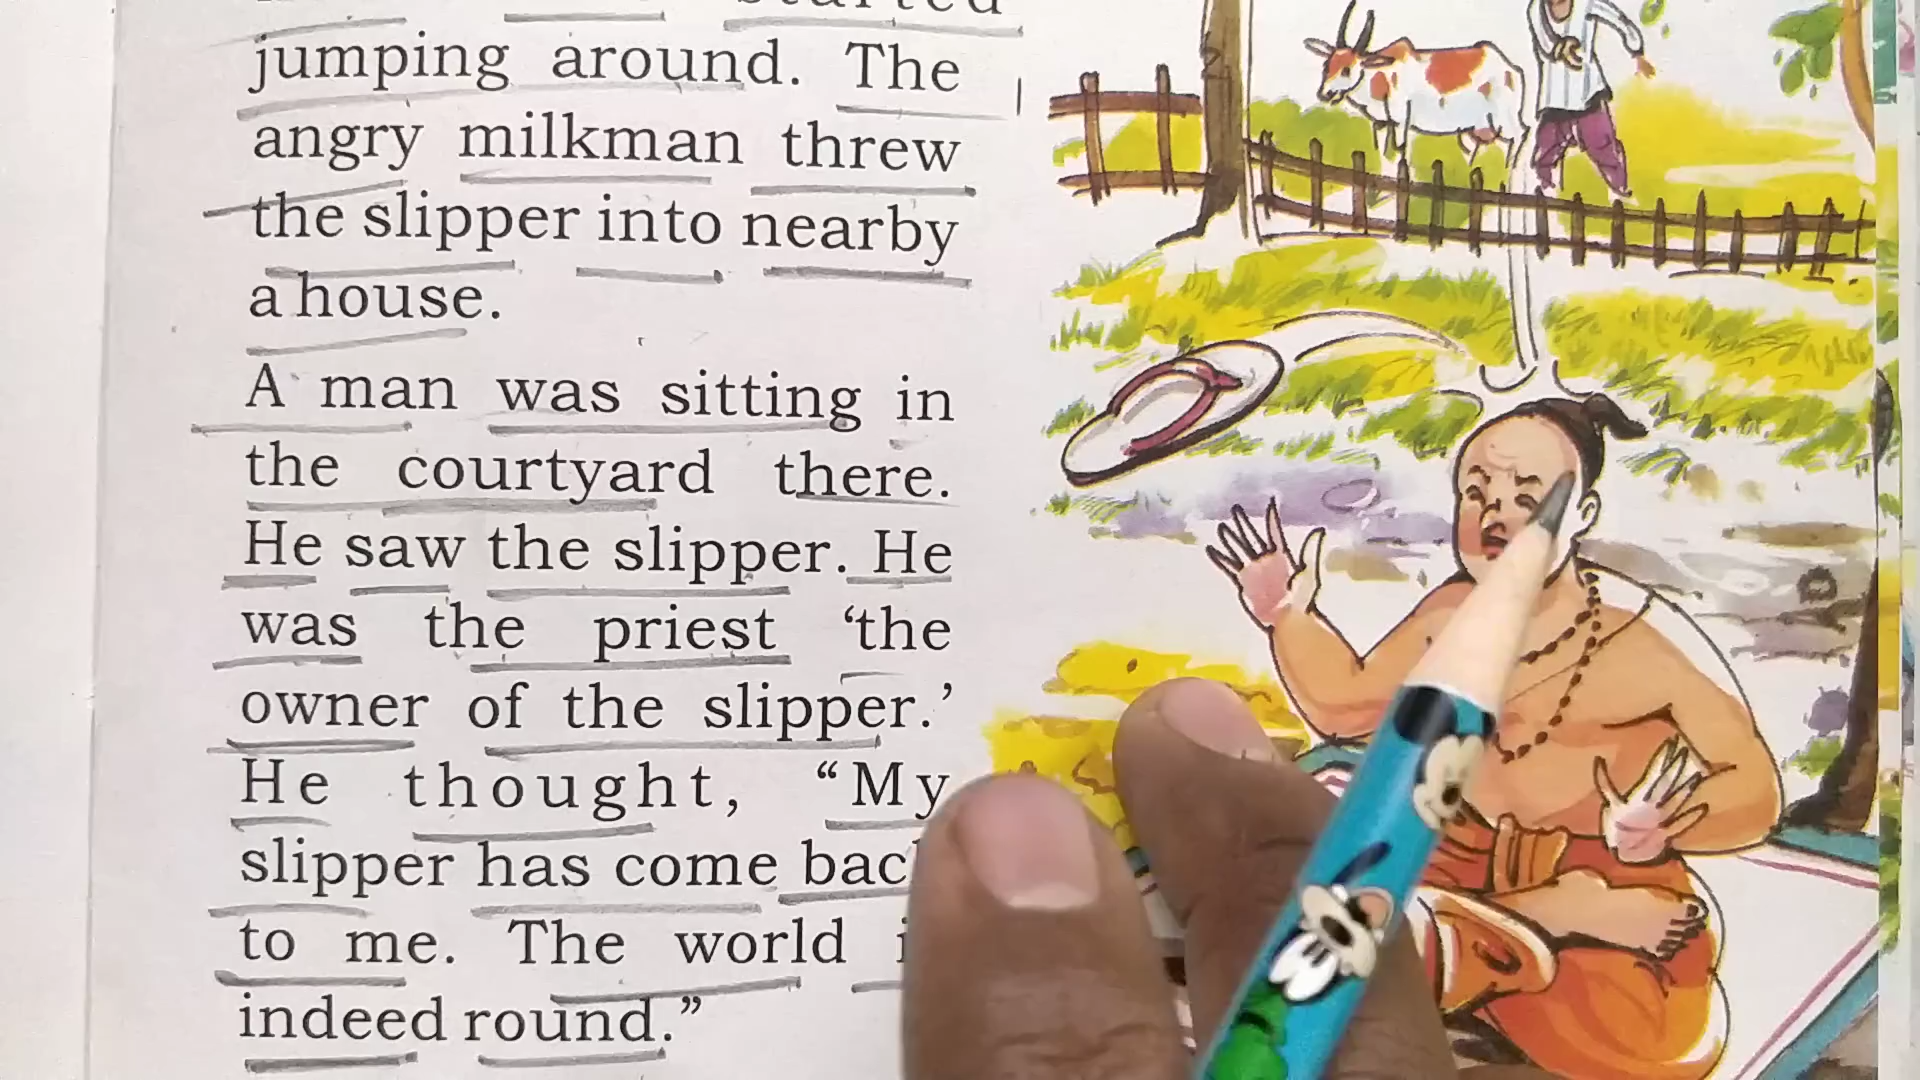 started
jumping around. The
angry milkman threw
the slipper into nearby
a house.
A man was sitting in
the courtyard there.
He saw the slipper. He
was the priest ‘the
owner of the slipper.’
He thought, “My
slipper has come
to me. The world
indeed round.”